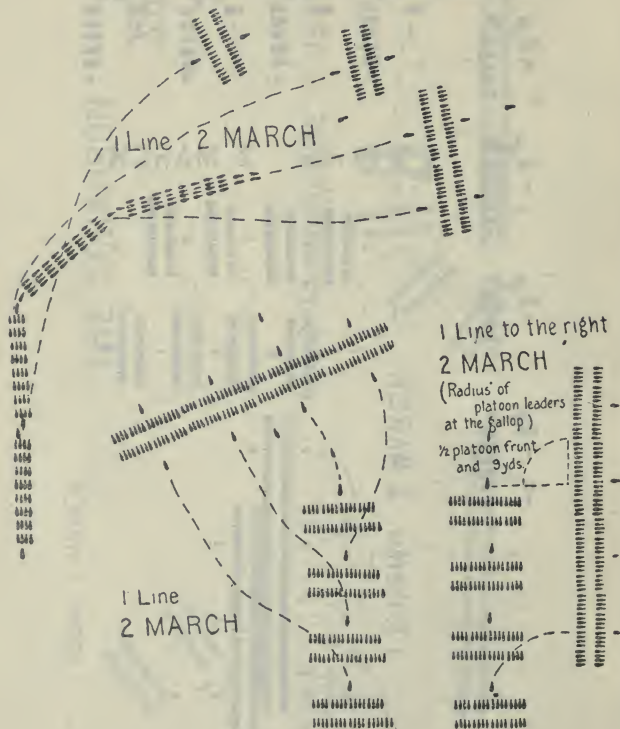 1 Line 2 MARCH
1 Line to the right
2 MARCH
(Radius of
platoon leaders
at the gallop)
½ platoon front
and 9yds.
1 Line
2 MARCH